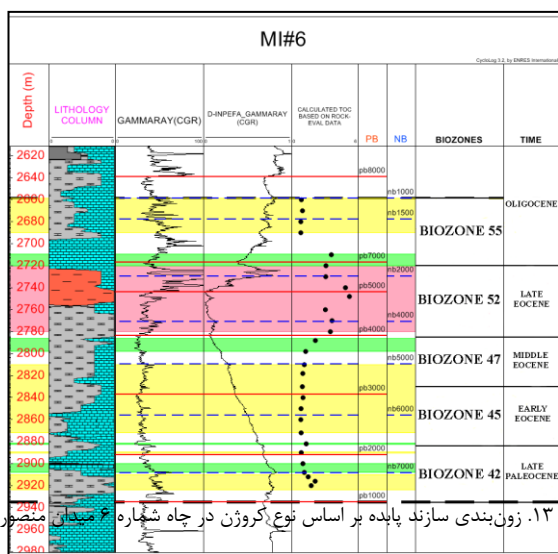 MI#6
CycloLog 3.2, by ENRES International
Depth (m)
LITHOLOGY COLUMN
GAMMARAY(CGR)
D-INPEFA_GAMMARAY (CGR)
CALCULATED TOC BASED ON ROCK-EVAL DATA
PB
NB
BIOZONES
TIME
2620
2640
2660
2680
2700
2720
2740
2760
2780
2800
2820
2840
2860
2880
2900
2920
2940
2960
2980
pb8000
nb1000
nb1500
pb7000
nb2000
pb5000
nb4000
pb4000
nb5000
pb3000
nb6000
pb2000
nb7000
pb1000
BIOZONE 55
BIOZONE 52
BIOZONE 47
BIOZONE 45
BIOZONE 42
OLIGOCENE
LATE EOCENE
MIDDLE EOCENE
EARLY EOCENE
LATE PALEOCENE
۱۳. زون‌بندی سازند پابده بر اساس نوع کروژن در چاه شماره ۶ میدان منصور